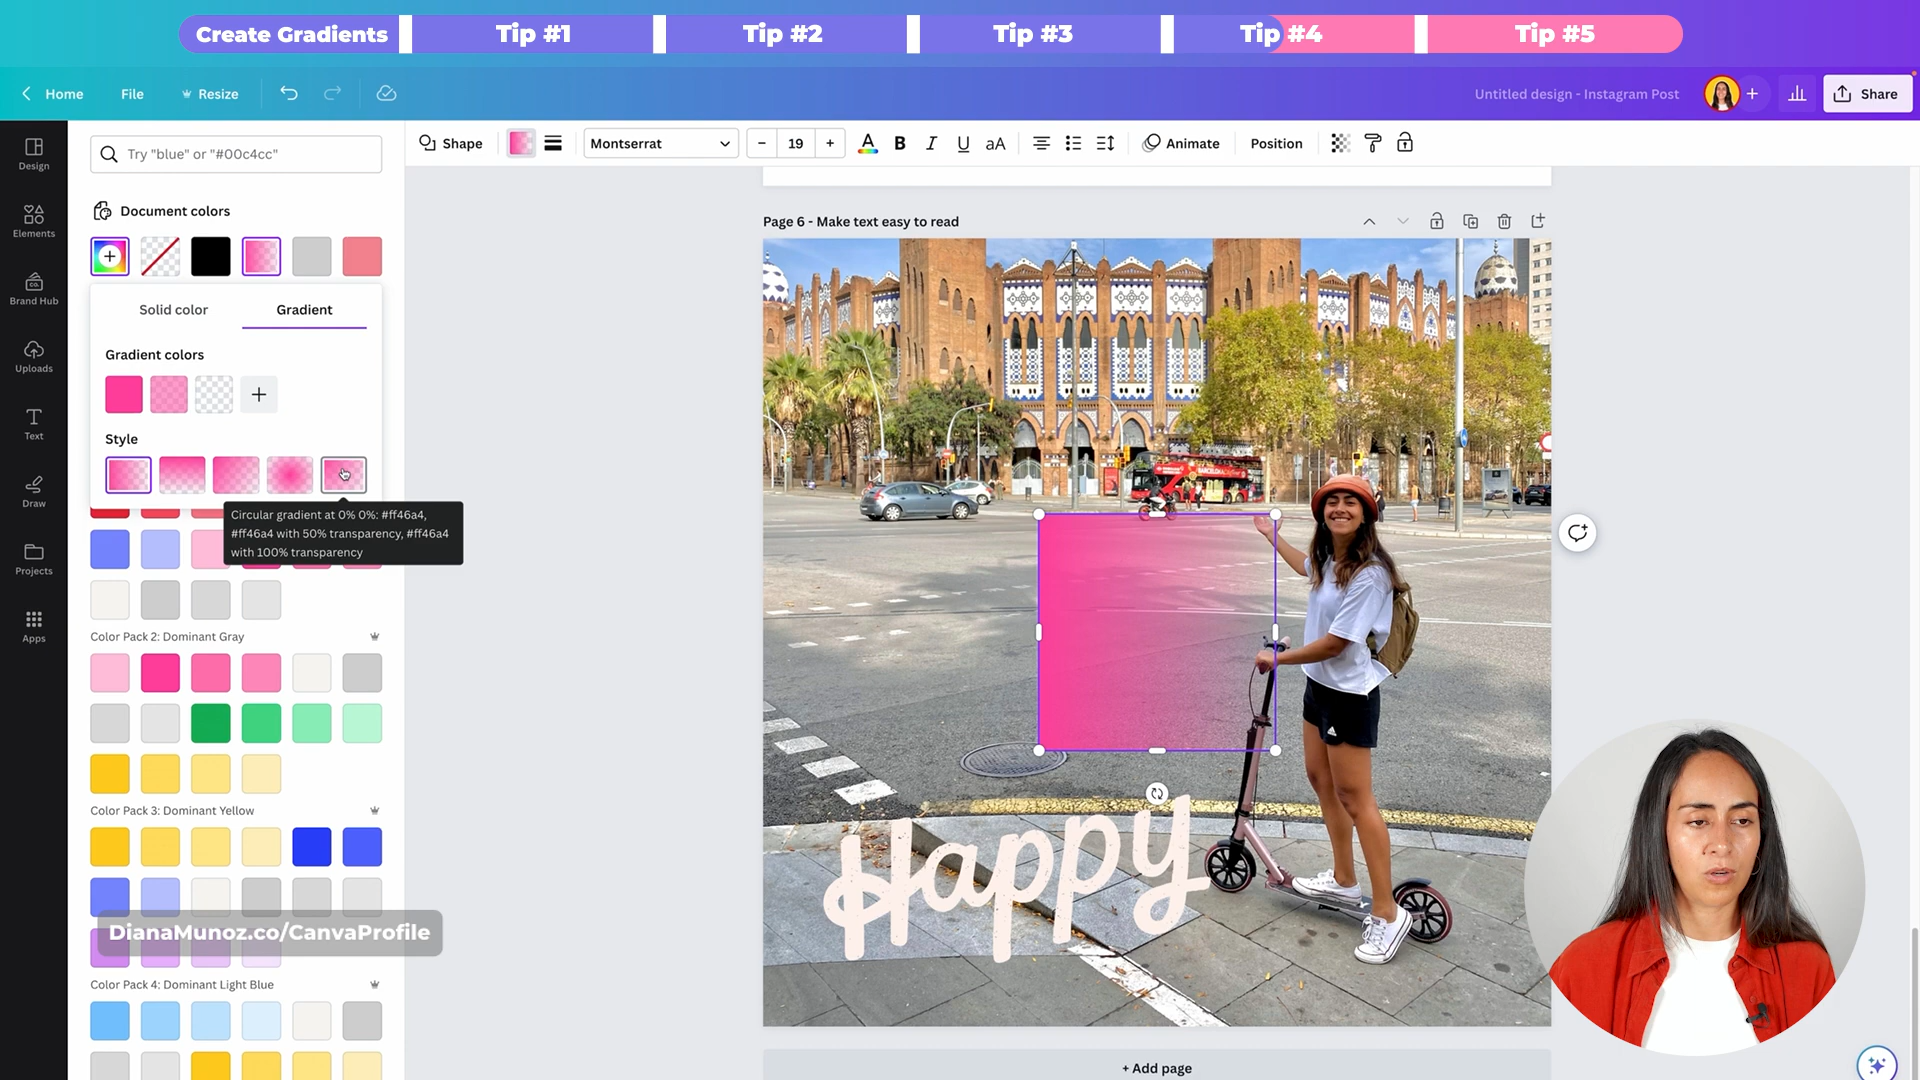 Create Gradients
Tip #1
Tip #2
Tip #3
Tip #4
Tip #5
Home
File
Resize
Untitled design - Instagram Post
Share
Design
Elements
Brand Hub
Uploads
Text
Draw
Projects
Apps
Try "blue" or "#00c4cc"
Shape
Montserrat
19
A
B
I
U
aA
Animate
Position
Document colors
Solid color
Gradient
Gradient colors
Style
Circular gradient at 0% 0%: #ff46a4,
#ff46a4 with 50% transparency, #ff46a4
with 100% transparency
Color Pack 2: Dominant Gray
Color Pack 3: Dominant Yellow
DianaMunoz.co/CanvaProfile
Color Pack 4: Dominant Light Blue
Page 6 - Make text easy to read
Happy
+ Add page